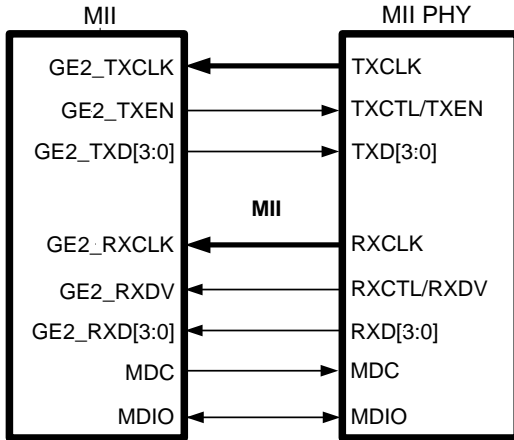 MII MII PHY
GE2_TXCLK TXCLK
GE2_TXEN TXCTL/TXEN
GE2_TXD[3:0] TXD[3:0]
MII
GE2_RXCLK RXCLK
GE2_RXDV RXCTL/RXDV
GE2_RXD[3:0] RXD[3:0]
MDC MDC
MDIO MDIO